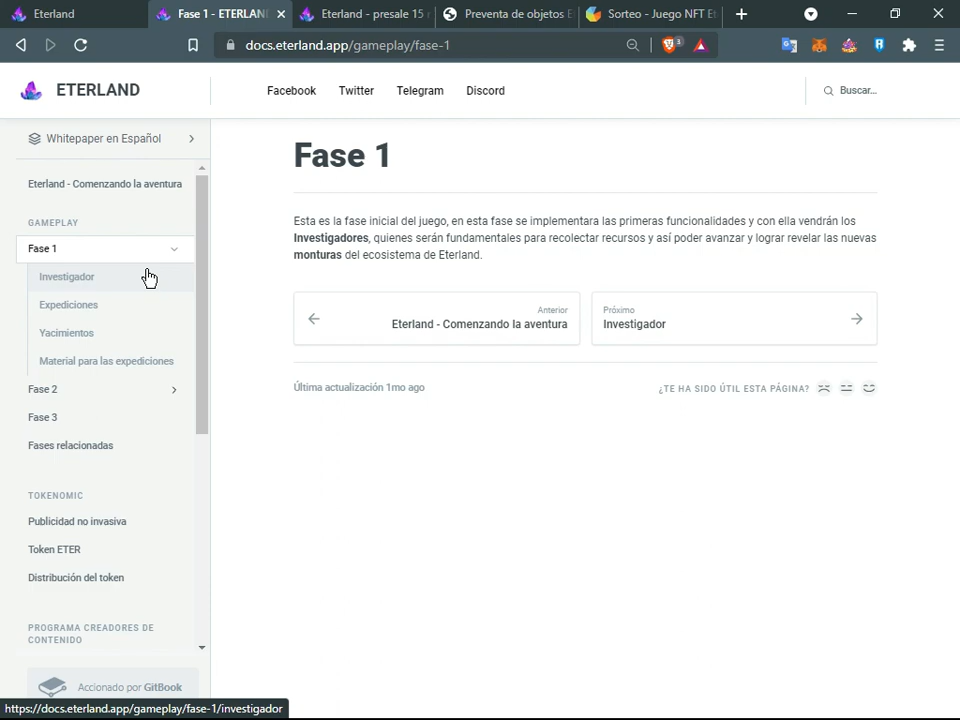 Eterland
Fase 1 - ETERLAN
Eterland - presale 15
Preventa de objetos E
Sorteo - Juego NFT Et
docs.eterland.app/gameplay/fase-1
3
ETERLAND
Facebook
Twitter
Telegram
Discord
Buscar...
Whitepaper en Español
Eterland - Comenzando la aventura
GAMEPLAY
Fase 1
Investigador
Expediciones
Yacimientos
Material para las expediciones
Fase 2
Fase 3
Fases relacionadas
TOKENOMIC
Publicidad no invasiva
Token ETER
Distribución del token
PROGRAMA CREADORES DE
CONTENIDO
Accionado por GitBook
Fase 1
Esta es la fase inicial del juego, en esta fase se implementara las primeras funcionalidades y con ella vendrán los
Investigadores, quienes serán fundamentales para recolectar recursos y así poder avanzar y lograr revelar las nuevas
monturas del ecosistema de Eterland.
Anterior
Eterland - Comenzando la aventura
Próximo
Investigador
Última actualización 1mo ago
¿TE HA SIDO ÚTIL ESTA PÁGINA?
https://docs.eterland.app/gameplay/fase-1/investigador